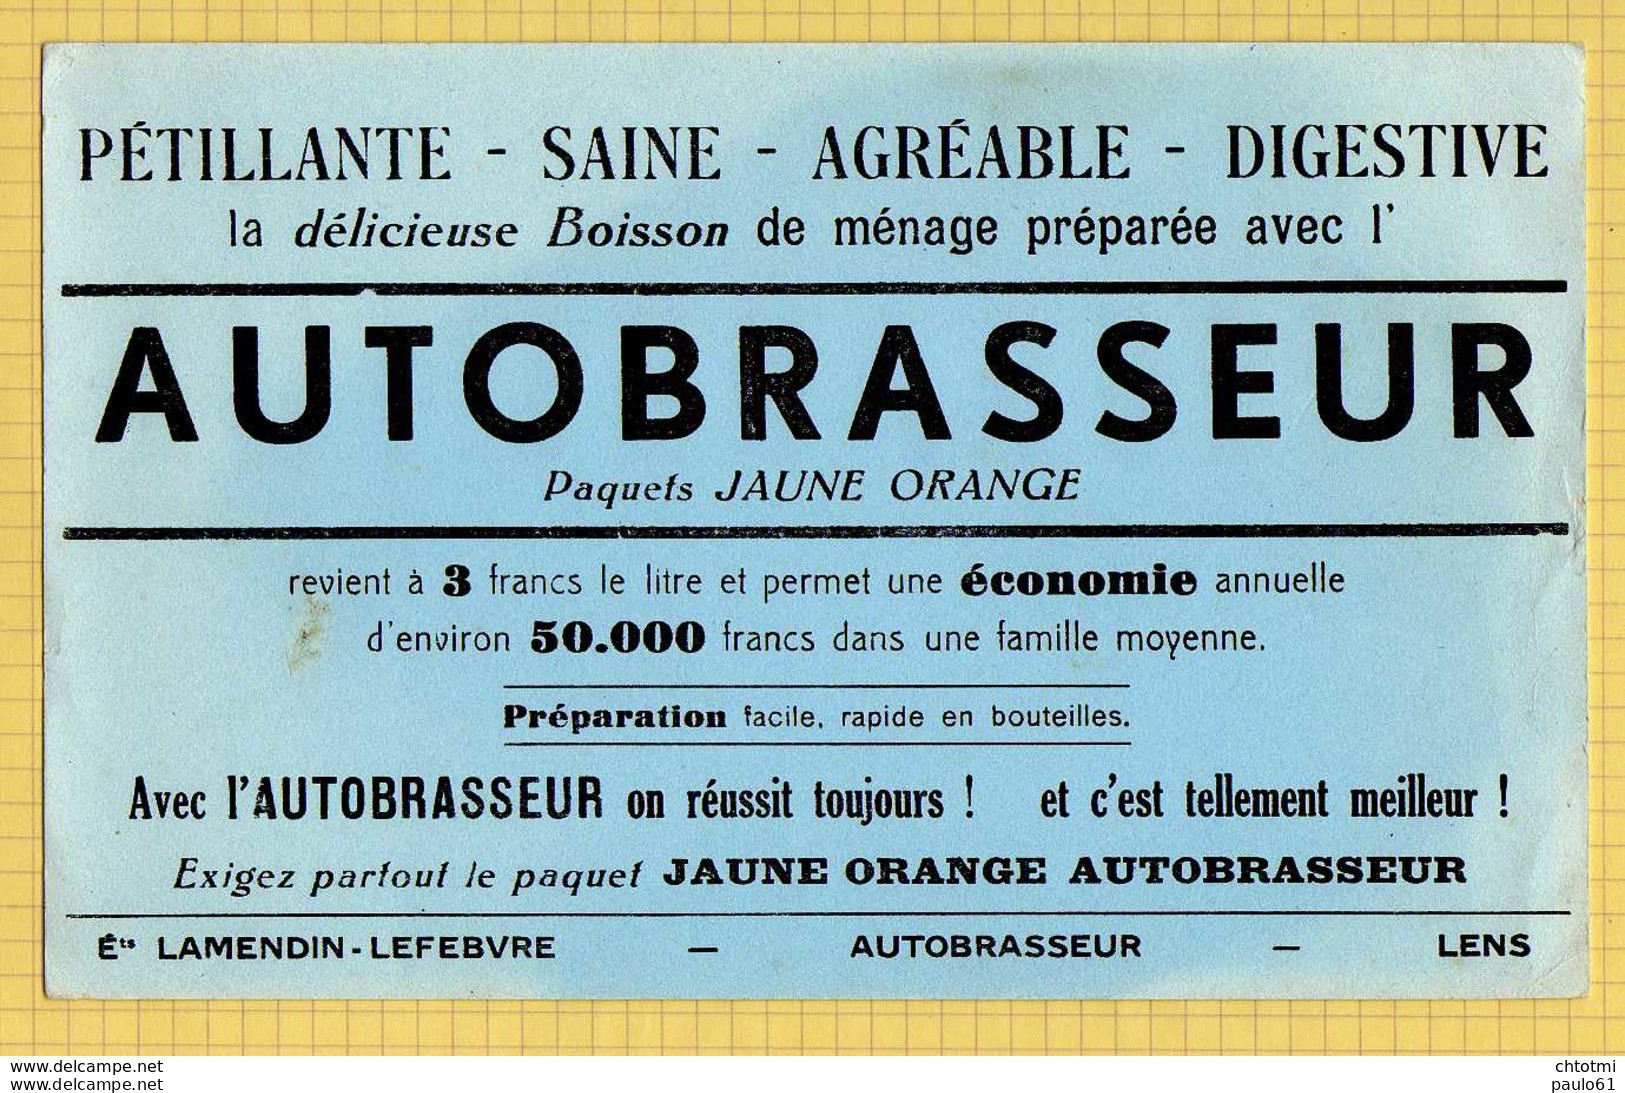 PÉTILLANTE - SAINE - AGRÉABLE - DIGESTIVE
la délicieuse Boisson de ménage préparée avec l'
AUTOBRASSEUR
Paquets JAUNE ORANGE
revient à 3 francs le litre et permet une économie annuelle
d'environ 50.000 francs dans une famille moyenne.
Préparation facile, rapide en bouteilles.
Avec l'AUTOBRASSEUR on réussit toujours ! et c'est tellement meilleur !
Exigez partout le paquet JAUNE ORANGE AUTOBRASSEUR
Éts LAMENDIN-LEFEBVRE — AUTOBRASSEUR — LENS
www.delcampe.net chtotmi
www.delcampe.net paulo61